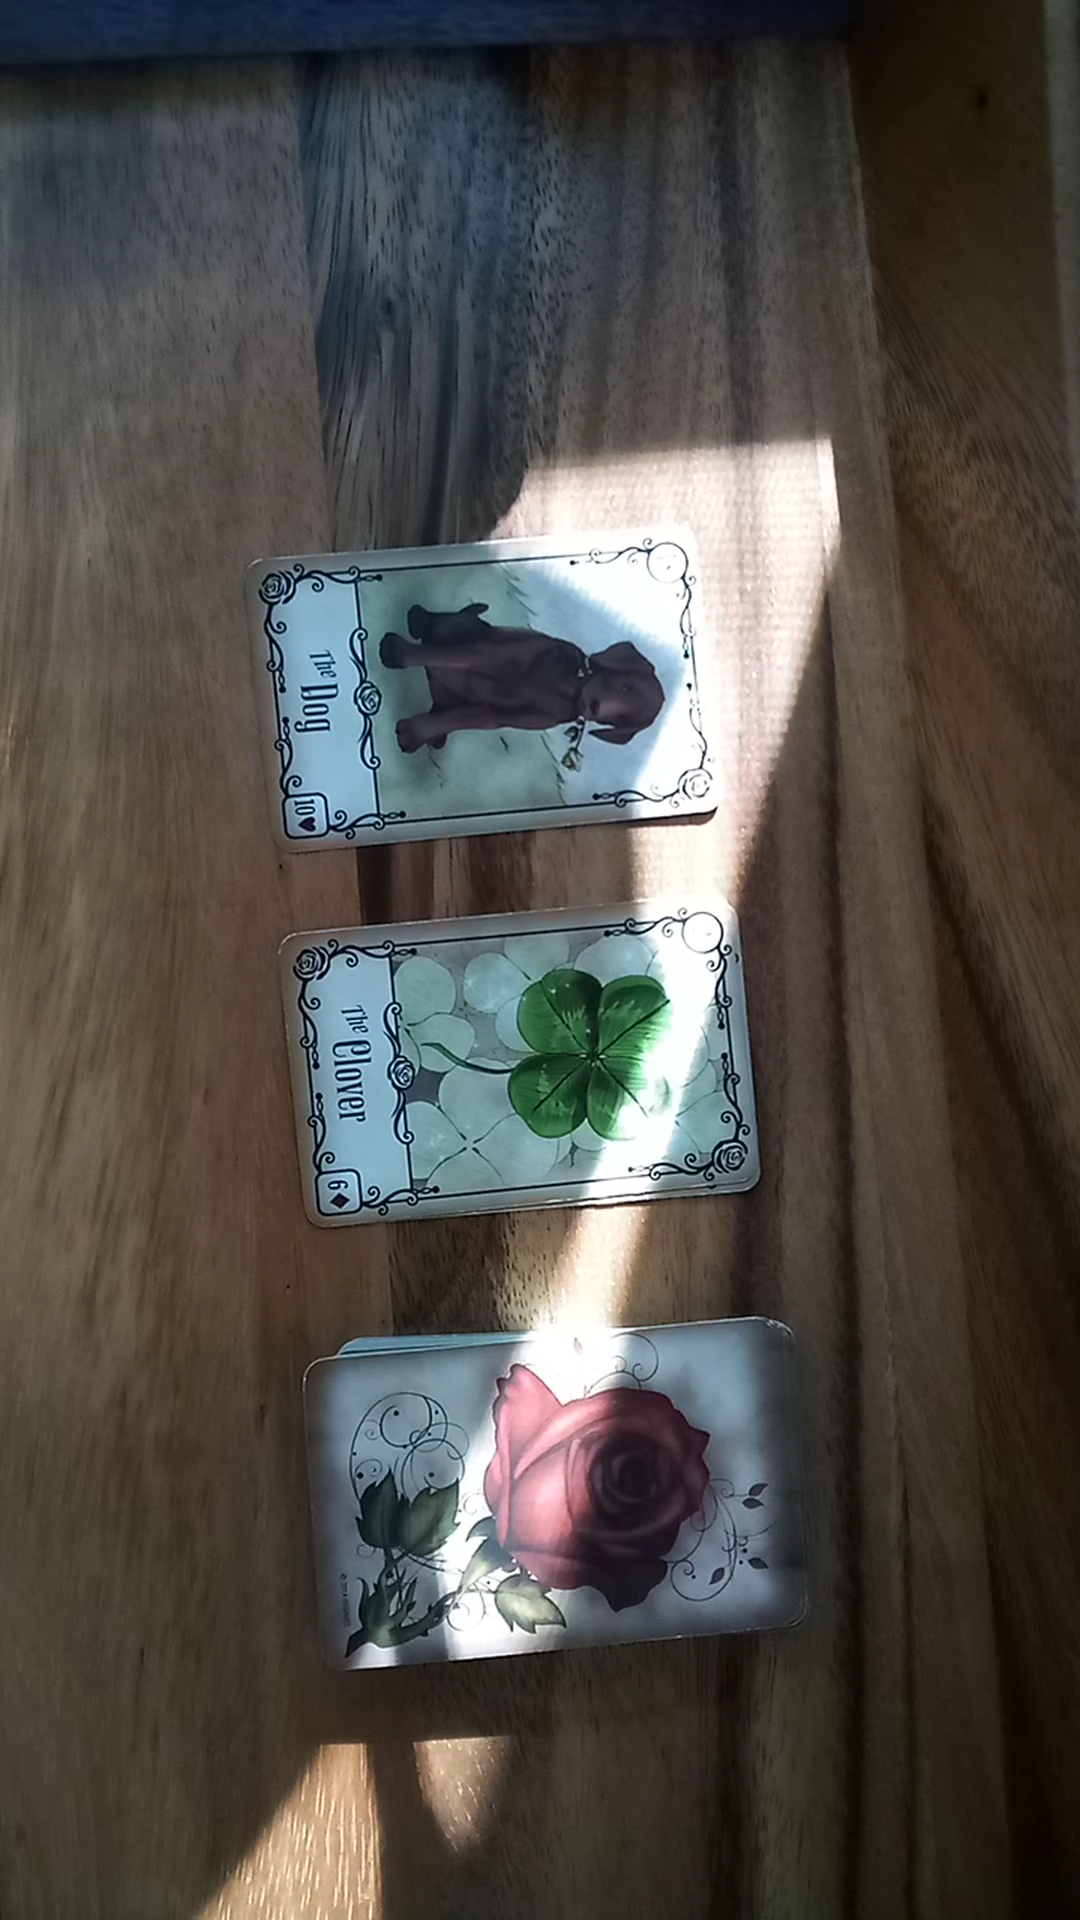 The Dog
10♥
The Clover
6♦